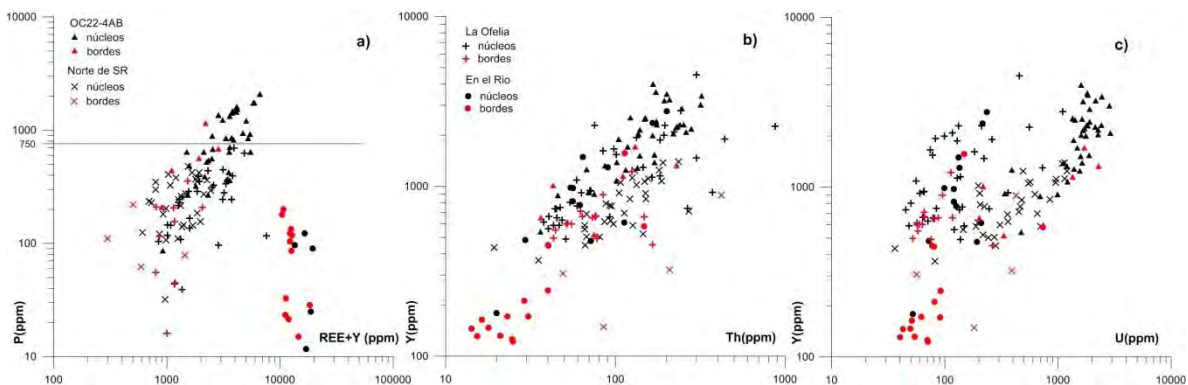 10000
1000
750
100
10
P(ppm)
100
1000
10000
100000
REE+Y (ppm)
a)
OC22-4AB
núcleos
bordes
Norte de SR
núcleos
bordes
10000
1000
100
Y(ppm)
10
100
1000
Th(ppm)
b)
La Ofelia
núcleos
bordes
En el Rio
núcleos
bordes
10000
1000
100
Y(ppm)
10
100
1000
10000
U(ppm)
c)